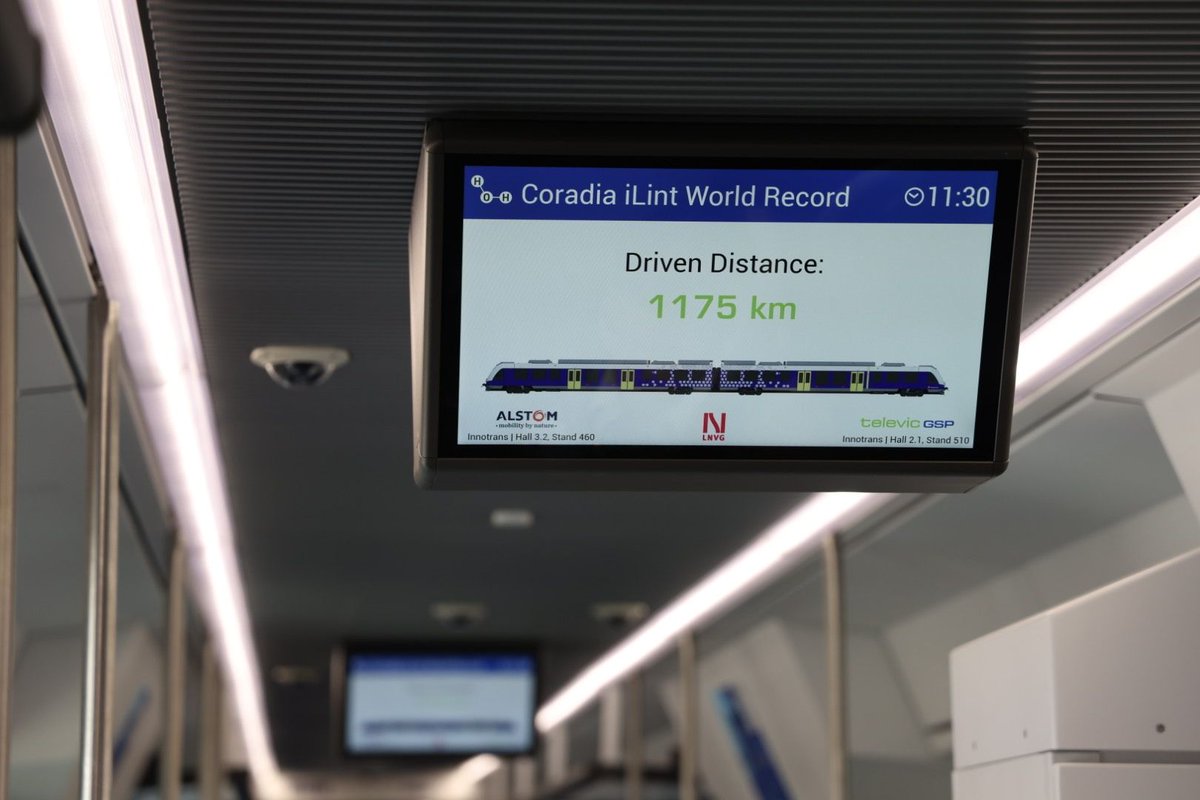 H
O-H
Coradia iLint World Record
11:30
Driven Distance:
1175 km
ALSTOM
• mobility by nature •
Innotrans | Hall 3.2, Stand 460
LNVG
televic GSP
Innotrans | Hall 2.1, Stand 510